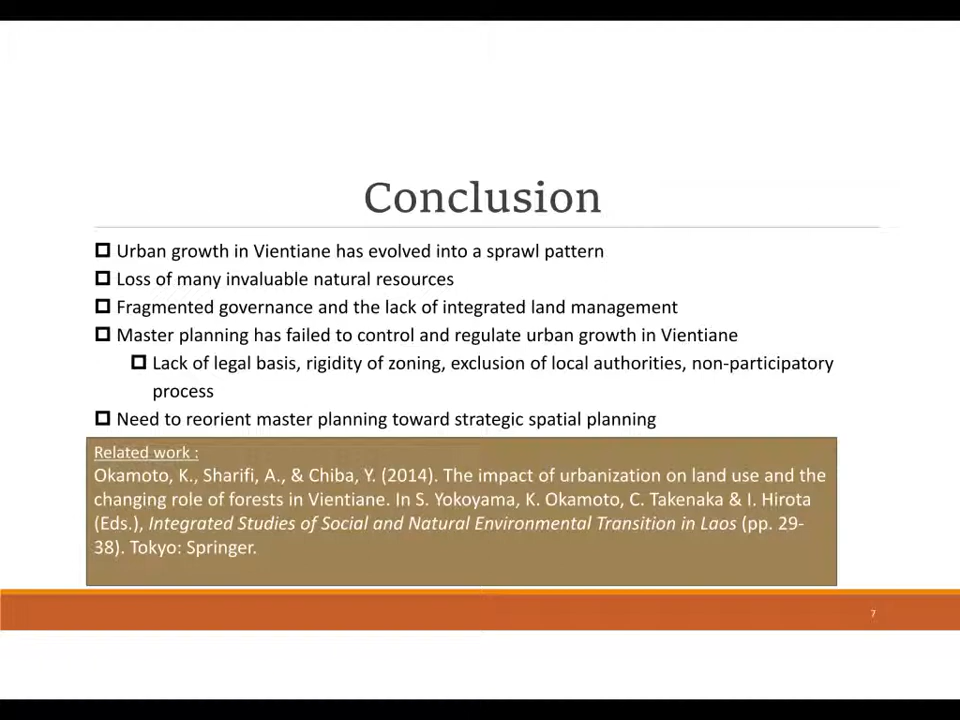 Conclusion
Urban growth in Vientiane has evolved into a sprawl pattern
Loss of many invaluable natural resources
Fragmented governance and the lack of integrated land management
Master planning has failed to control and regulate urban growth in Vientiane
Lack of legal basis, rigidity of zoning, exclusion of local authorities, non-participatory
process
Need to reorient master planning toward strategic spatial planning
Related work :
Okamoto, K., Sharifi, A., & Chiba, Y. (2014). The impact of urbanization on land use and the
changing role of forests in Vientiane. In S. Yokoyama, K. Okamoto, C. Takenaka & I. Hirota
(Eds.), Integrated Studies of Social and Natural Environmental Transition in Laos (pp. 29-
38). Tokyo: Springer.
7